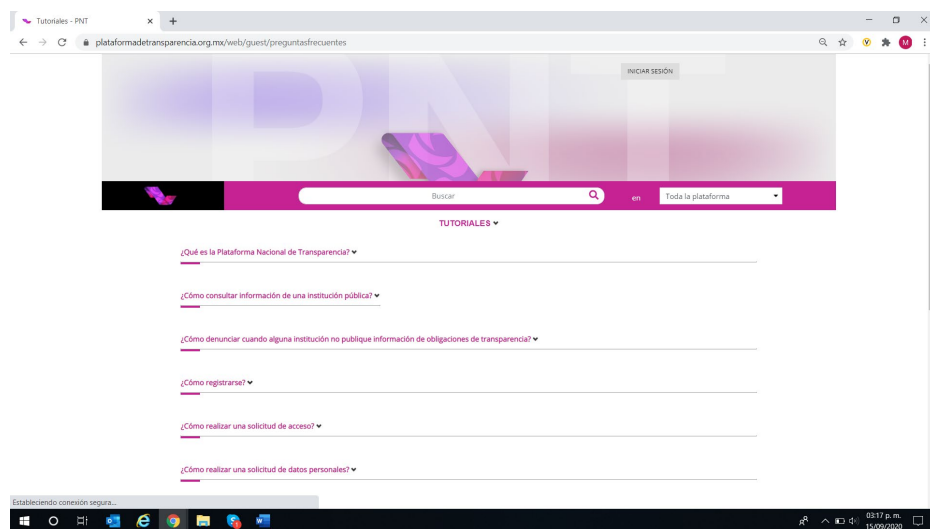 Tutoriales - PNT
plataformadetransparencia.org.mx/web/guest/preguntasfrecuentes
M
PNT
INICIAR SESIÓN
Buscar
en
Toda la plataforma
TUTORIALES
¿Qué es la Plataforma Nacional de Transparencia?
¿Cómo consultar información de una institución pública?
¿Cómo denunciar cuando alguna institución no publique información de obligaciones de transparencia?
¿Cómo registrarse?
¿Cómo realizar una solicitud de acceso?
¿Cómo realizar una solicitud de datos personales?
Estableciendo conexión segura...
03:17 p. m.
15/09/2020